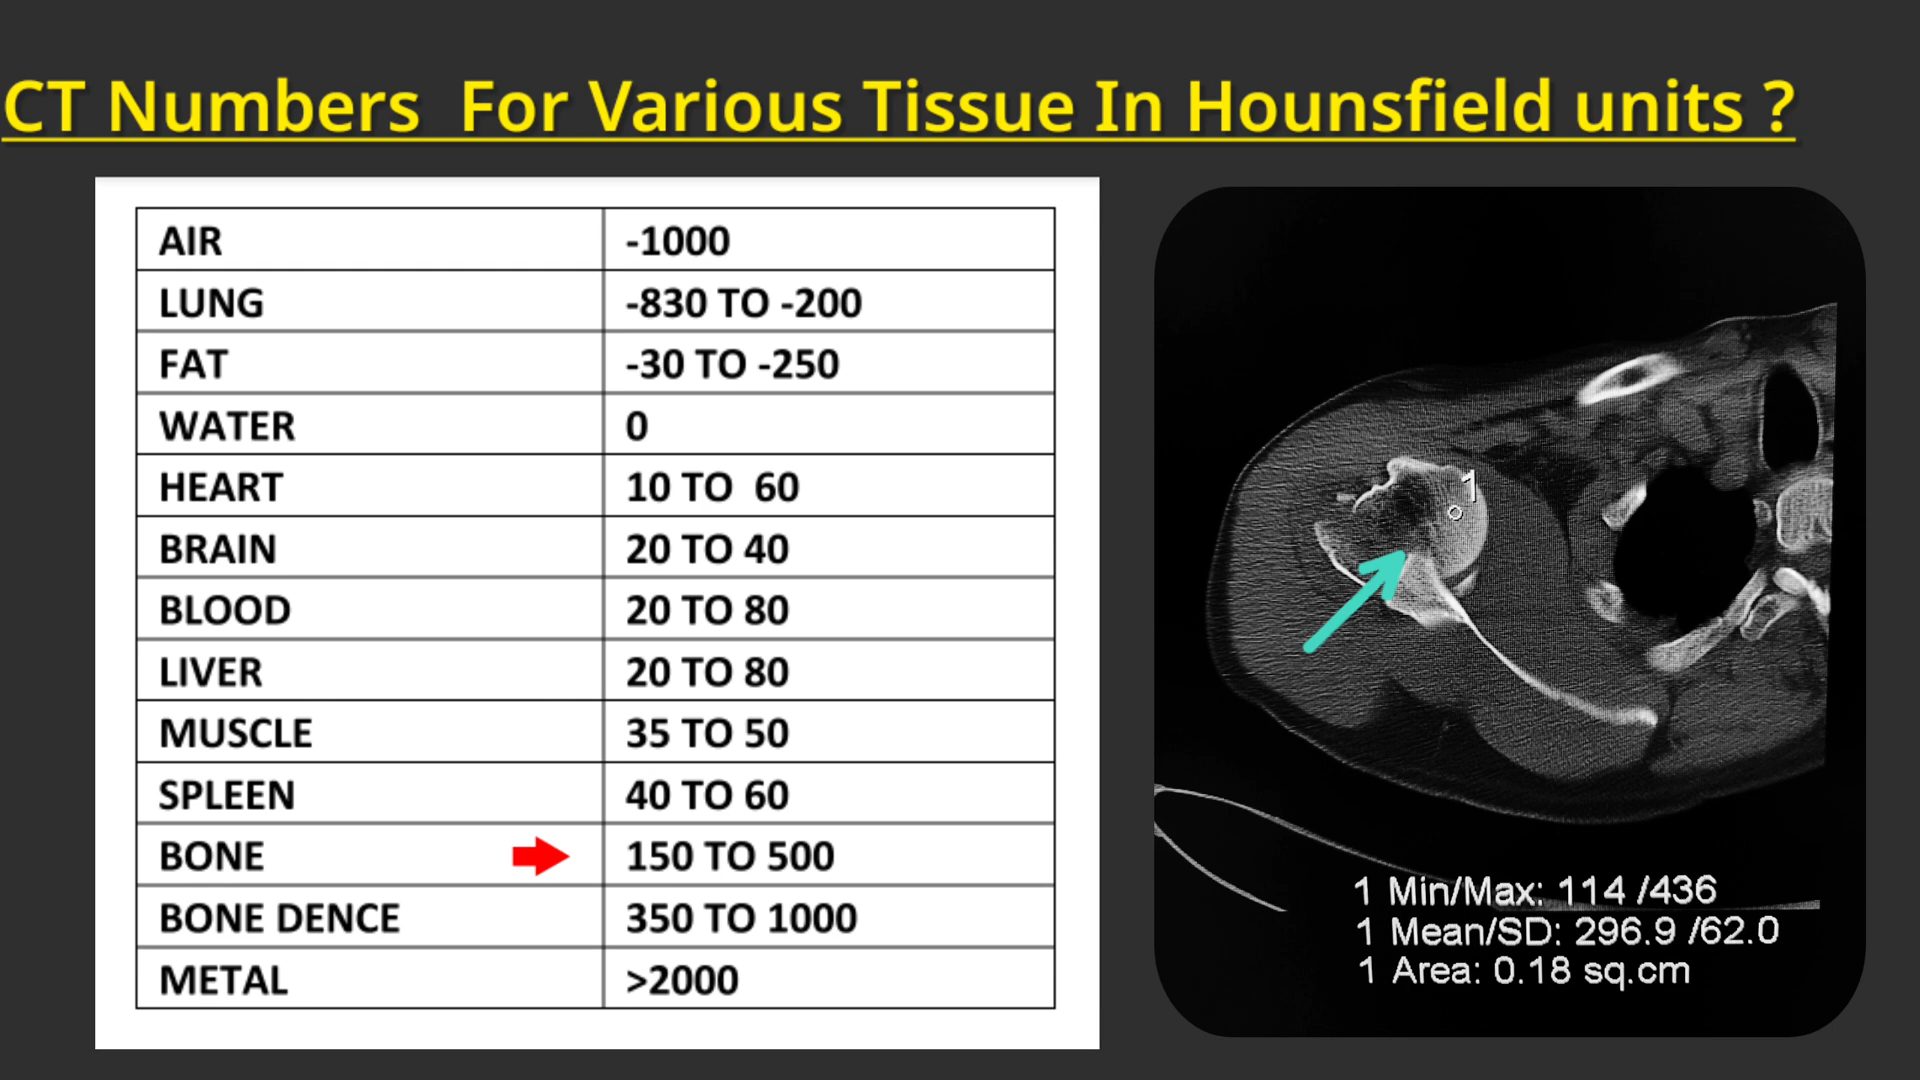 CT Numbers For Various Tissue In Hounsfield units ?
AIR -1000
LUNG -830 TO -200
FAT -30 TO -250
WATER 0
HEART 10 TO 60
BRAIN 20 TO 40
BLOOD 20 TO 80
LIVER 20 TO 80
MUSCLE 35 TO 50
SPLEEN 40 TO 60
BONE 150 TO 500
BONE DENCE 350 TO 1000
METAL >2000
1
1 Min/Max: 114 /436
1 Mean/SD: 296.9 /62.0
1 Area: 0.18 sq.cm